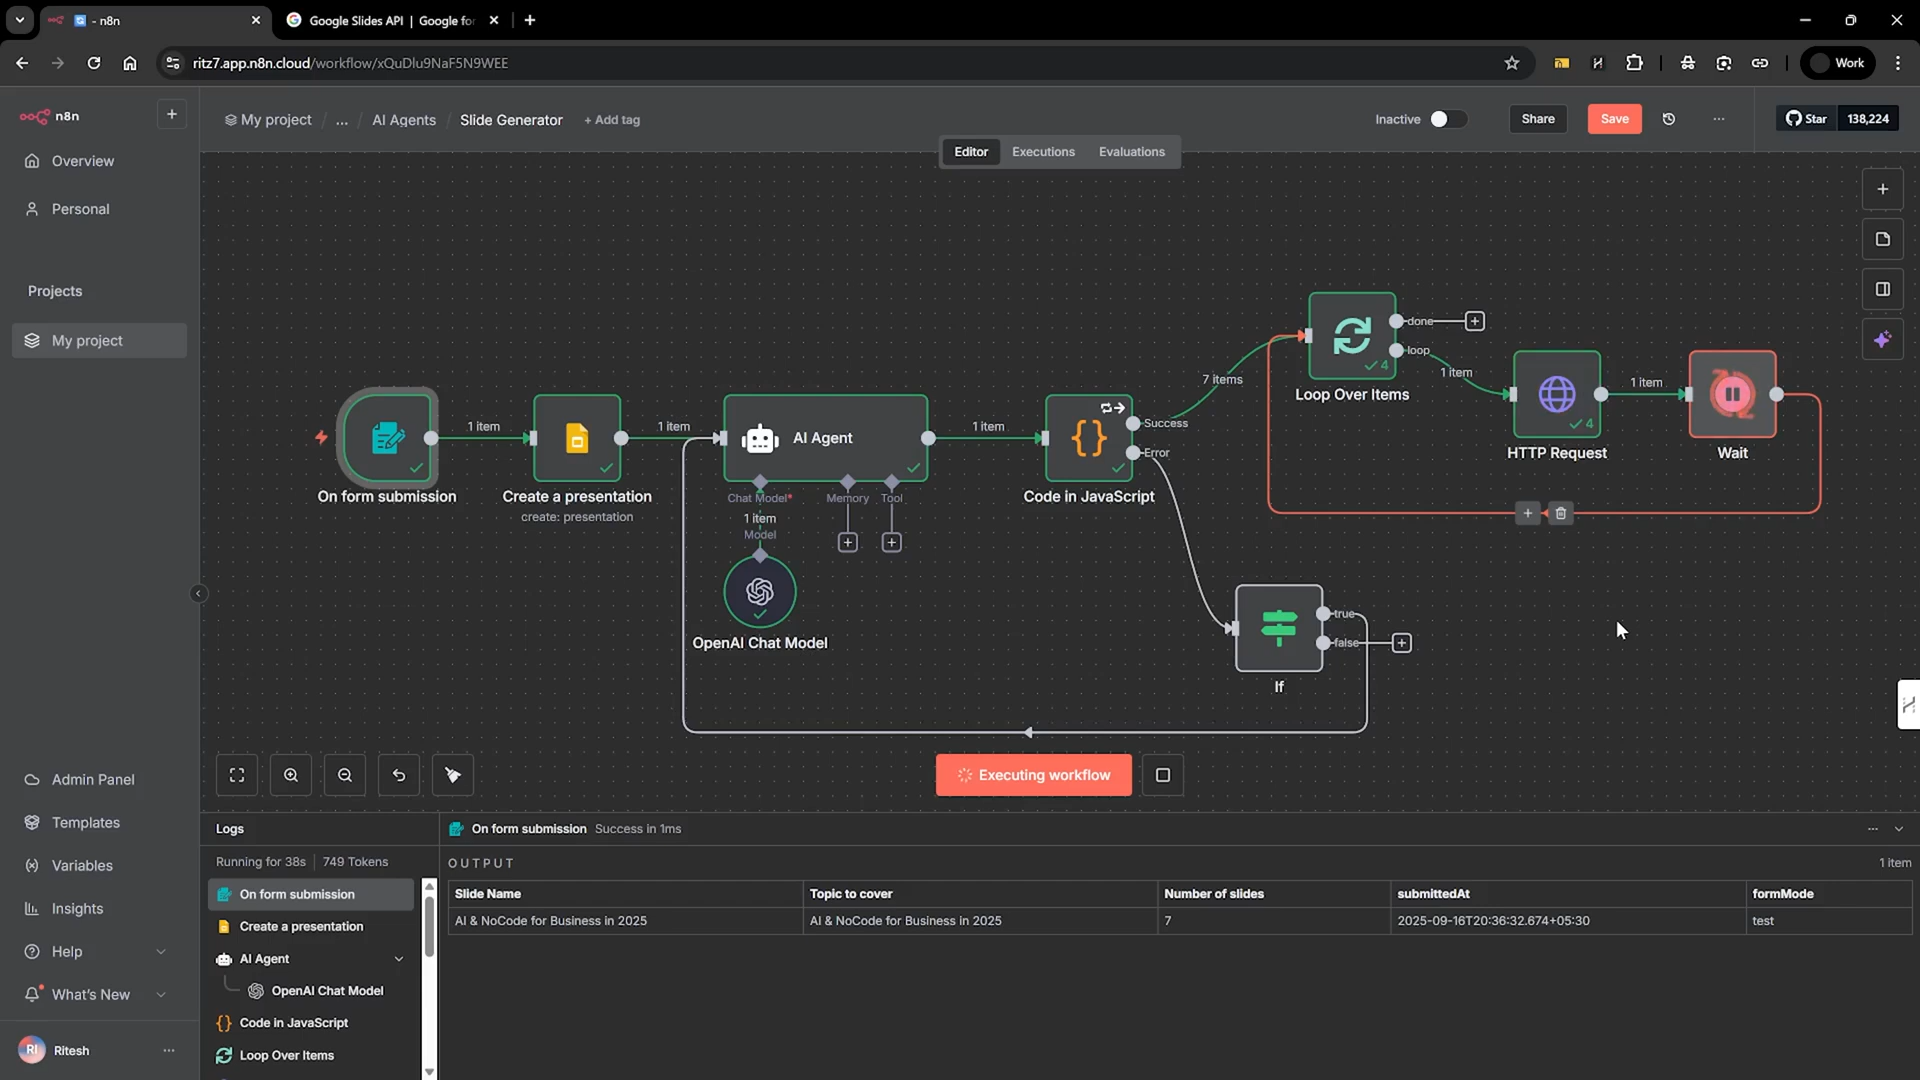 - n8n
Google Slides API | Google for
ritz7.app.n8n.cloud/workflow/xQuDlu9NaF5N9WEE
Work
n8n
My project / ... / AI Agents / Slide Generator + Add tag
Inactive
Share
Save
...
Star 138,224
Editor Executions Evaluations
Overview
Personal
Projects
My project
Admin Panel
Templates
Variables
Insights
Help
What's New
RI Ritesh
On form submission
1 item
Create a presentation
create: presentation
1 item
AI Agent
Chat Model*
Memory
Tool
1 item
Model
OpenAI Chat Model
1 item
Code in JavaScript
Success
Error
7 items
Loop Over Items
4
done
loop
1 item
HTTP Request
4
1 item
Wait
If
true
false
Executing workflow
Logs
Running for 38s | 749 Tokens
On form submission
Create a presentation
AI Agent
OpenAI Chat Model
Code in JavaScript
Loop Over Items
On form submission Success in 1ms
OUTPUT
1 item
Slide Name Topic to cover Number of slides submittedAt formMode
AI & NoCode for Business in 2025 AI & NoCode for Business in 2025 7 2025-09-16T20:36:32.674+05:30 test